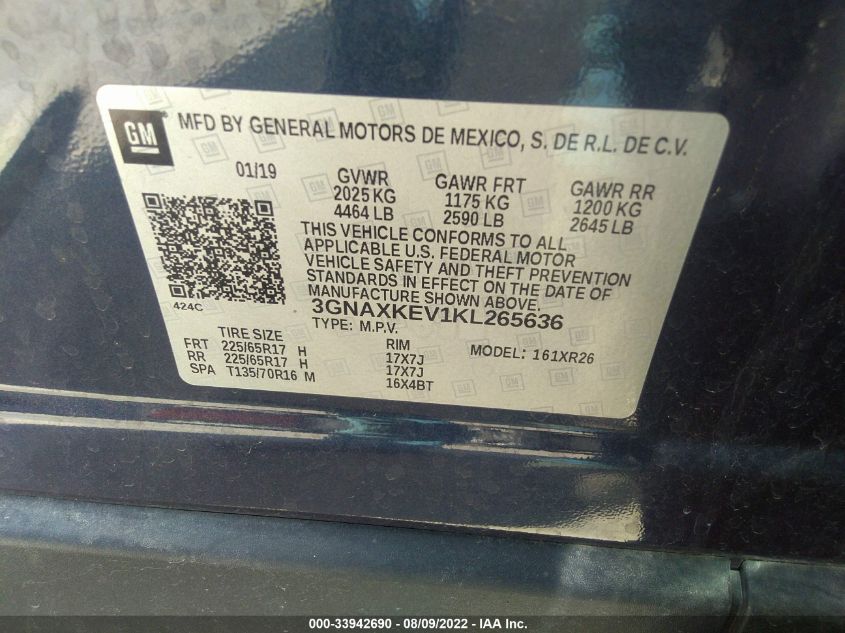 GM MFD BY GENERAL MOTORS DE MEXICO, S. DE R.L. DE C.V.
01/19 GVWR GAWR FRT GAWR RR
2025 KG 1175 KG 1200 KG
4464 LB 2590 LB 2645 LB
THIS VEHICLE CONFORMS TO ALL
APPLICABLE U.S. FEDERAL MOTOR
VEHICLE SAFETY AND THEFT PREVENTION
STANDARDS IN EFFECT ON THE DATE OF
MANUFACTURE SHOWN ABOVE.
424C 3GNAXKEV1KL265636
TYPE: M.P.V.
TIRE SIZE RIM MODEL: 161XR26
FRT 225/65R17 H 17X7J
RR 225/65R17 H 17X7J
SPA T135/70R16 M 16X4BT
000-33942690 - 08/09/2022 - IAA Inc.